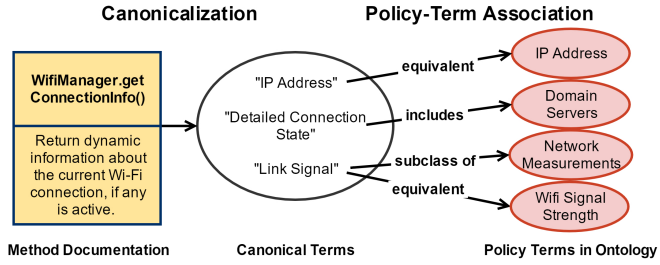 Canonicalization
Policy-Term Association
WifiManager.get
ConnectionInfo()
Return dynamic
information about
the current Wi-Fi
connection, if any
is active.
"IP Address"
"Detailed Connection
State"
"Link Signal"
equivalent
includes
subclass of
equivalent
IP Address
Domain
Servers
Network
Measurements
Wifi Signal
Strength
Method Documentation
Canonical Terms
Policy Terms in Ontology